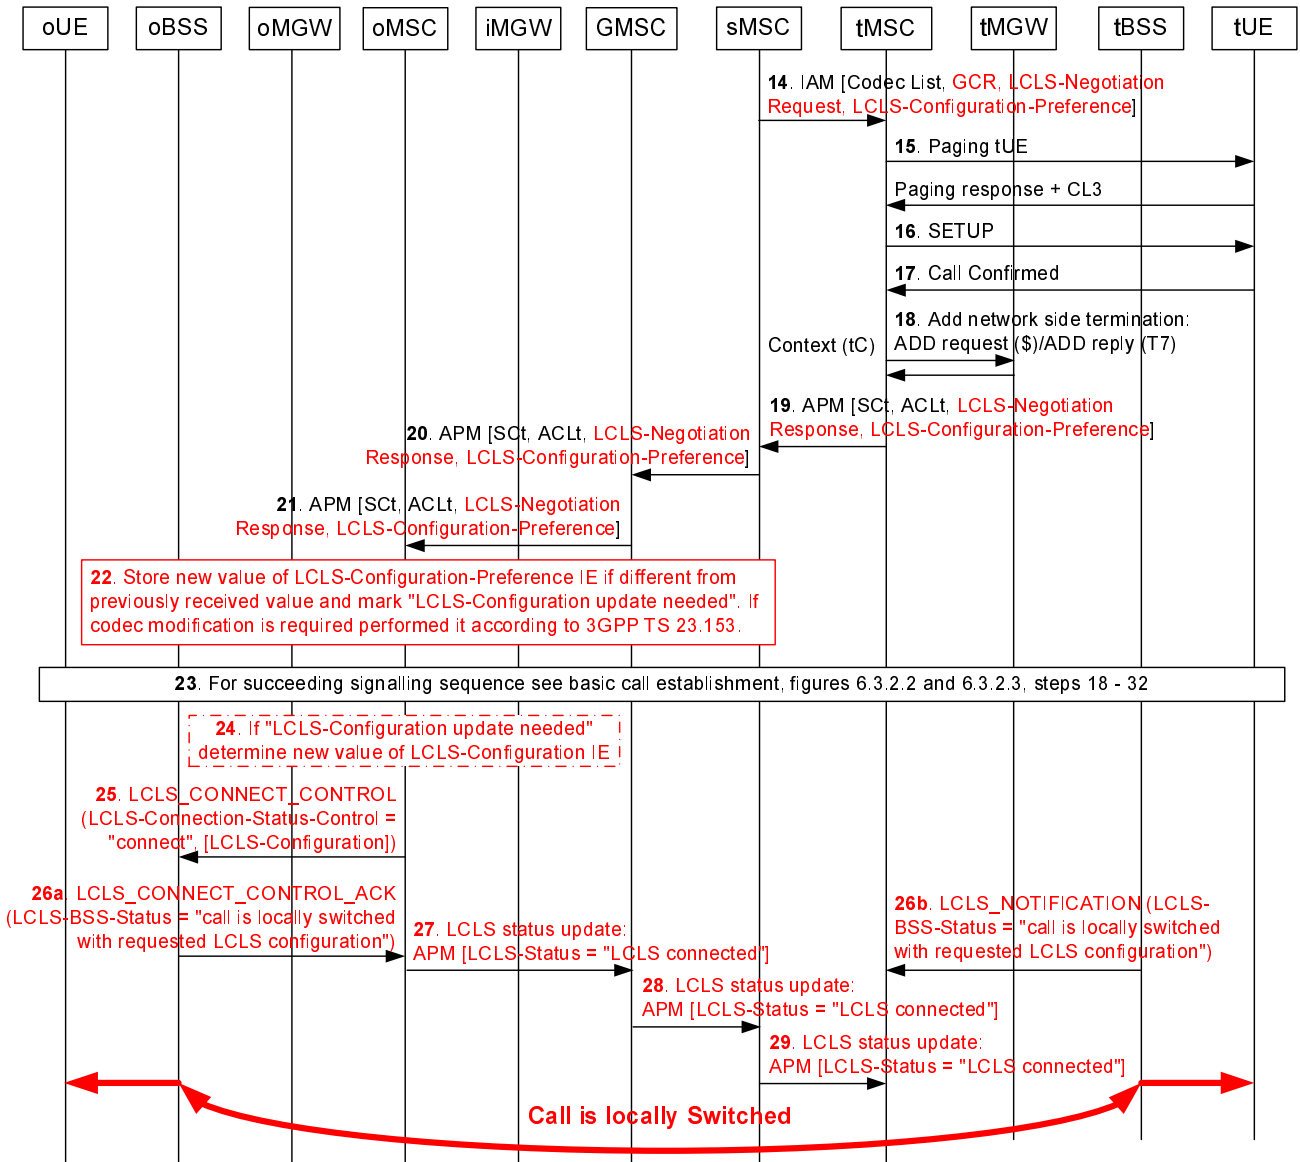 oUE oBSS oMGW oMSC iMGW GMSC sMSC tMSC tMGW tBSS tUE
14. IAM [Codec List, GCR, LCLS-Negotiation
Request, LCLS-Configuration-Preference]
15. Paging tUE
Paging response + CL3
16. SETUP
17. Call Confirmed
18. Add network side termination:
Context (tC) ADD request ($)/ADD reply (T7)
19. APM [SCt, ACLt, LCLS-Negotiation
Response, LCLS-Configuration-Preference]
20. APM [SCt, ACLt, LCLS-Negotiation
Response, LCLS-Configuration-Preference]
21. APM [SCt, ACLt, LCLS-Negotiation
Response, LCLS-Configuration-Preference]
22. Store new value of LCLS-Configuration-Preference IE if different from
previously received value and mark "LCLS-Configuration update needed". If
codec modification is required performed it according to 3GPP TS 23.153.
23. For succeeding signalling sequence see basic call establishment, figures 6.3.2.2 and 6.3.2.3, steps 18 - 32
24. If "LCLS-Configuration update needed"
determine new value of LCLS-Configuration IE
25. LCLS_CONNECT_CONTROL
(LCLS-Connection-Status-Control =
"connect", [LCLS-Configuration])
26a. LCLS_CONNECT_CONTROL_ACK
(LCLS-BSS-Status = "call is locally switched
with requested LCLS configuration")
27. LCLS status update:
APM [LCLS-Status = "LCLS connected"]
26b. LCLS_NOTIFICATION (LCLS-
BSS-Status = "call is locally switched
with requested LCLS configuration")
28. LCLS status update:
APM [LCLS-Status = "LCLS connected"]
29. LCLS status update:
APM [LCLS-Status = "LCLS connected"]
Call is locally Switched